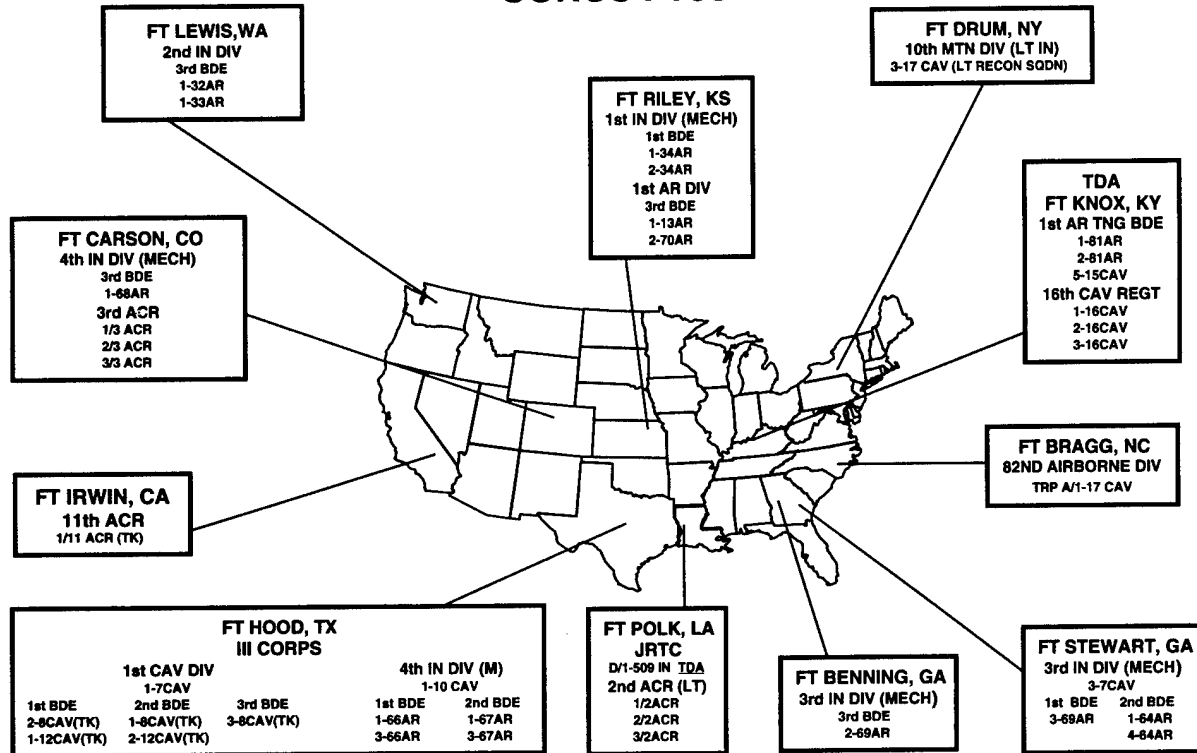 FT LEWIS,WA
2nd IN DIV
3rd BDE
1-32AR
1-33AR
FT DRUM, NY
10th MTN DIV (LT IN)
3-17 CAV (LT RECON SQDN)
FT RILEY, KS
1st IN DIV (MECH)
1st BDE
1-34AR
2-34AR
1st AR DIV
3rd BDE
1-13AR
2-70AR
TDA
FT KNOX, KY
1st AR TNG BDE
1-81AR
2-81AR
5-15CAV
16th CAV REGT
1-16CAV
2-16CAV
3-16CAV
FT CARSON, CO
4th IN DIV (MECH)
3rd BDE
1-68AR
3rd ACR
1/3 ACR
2/3 ACR
3/3 ACR
FT BRAGG, NC
82ND AIRBORNE DIV
TRP A/1-17 CAV
FT IRWIN, CA
11th ACR
1/11 ACR (TK)
FT HOOD, TX
III CORPS
1st CAV DIV
1-7CAV
1st BDE 2nd BDE 3rd BDE
2-8CAV(TK) 1-8CAV(TK) 3-8CAV(TK)
1-12CAV(TK) 2-12CAV(TK)
4th IN DIV (M)
1-10 CAV
1st BDE 2nd BDE
1-66AR 1-67AR
3-66AR 3-67AR
FT POLK, LA
JRTC
D/1-509 IN TDA
2nd ACR (LT)
1/2ACR
2/2ACR
3/2ACR
FT BENNING, GA
3rd IN DIV (MECH)
3rd BDE
2-69AR
FT STEWART, GA
3rd IN DIV (MECH)
3-7CAV
1st BDE 2nd BDE
3-69AR 1-64AR
4-64AR